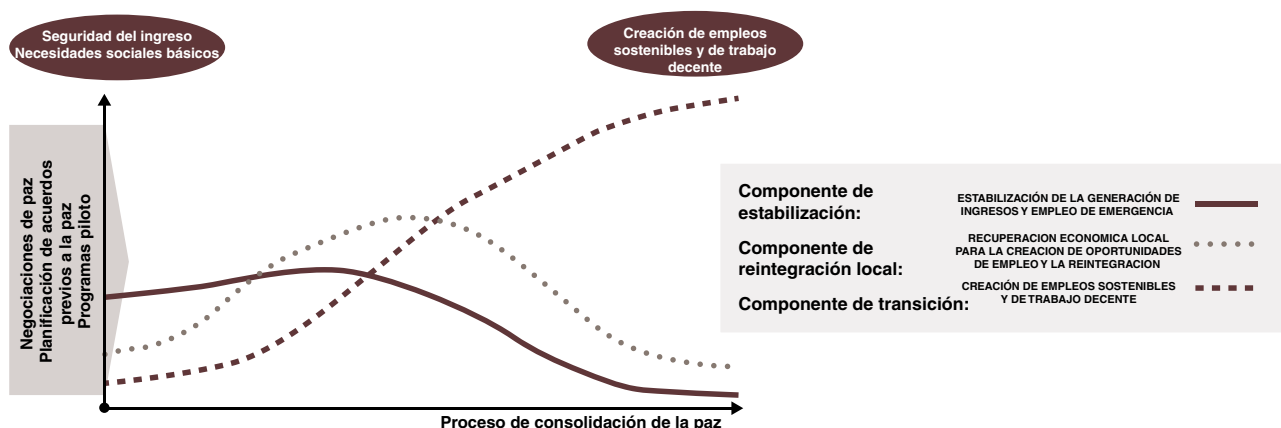 Seguridad del ingreso
Necesidades sociales básicos
Creación de empleos
sostenibles y de trabajo
decente
Negociaciones de paz
Planificación de acuerdos
previos a la paz
Programas piloto
Componente de
estabilización:
ESTABILIZACIÓN DE LA GENERACIÓN DE
INGRESOS Y EMPLEO DE EMERGENCIA
Componente de
reintegración local:
RECUPERACION ECONOMICA LOCAL
PARA LA CREACION DE OPORTUNIDADES
DE EMPLEO Y LA REINTEGRACION
Componente de transición:
CREACIÓN DE EMPLEOS SOSTENIBLES
Y DE TRABAJO DECENTE
Proceso de consolidación de la paz